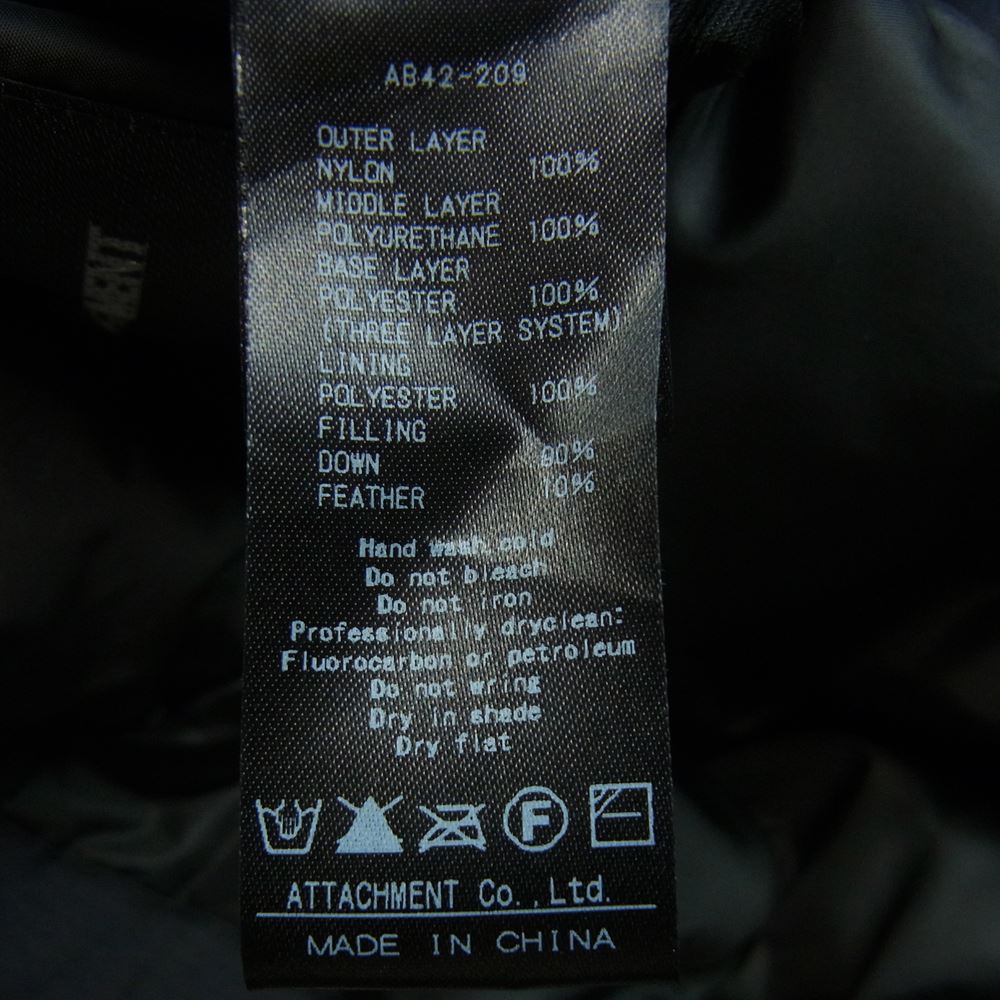 AB42-209
OUTER LAYER
NYLON 100%
MIDDLE LAYER
POLYURETHANE 100%
BASE LAYER
POLYESTER 100%
(THREE LAYER SYSTEM)
LINING
POLYESTER 100%
FILLING
DOWN 90%
FEATHER 10%
Hand wash cold
Do not bleach
Do not iron
Professionally dryclean:
Fluorocarbon or petroleum
Do not wring
Dry in shade
Dry flat
F
ATTACHMENT Co.,Ltd.
MADE IN CHINA